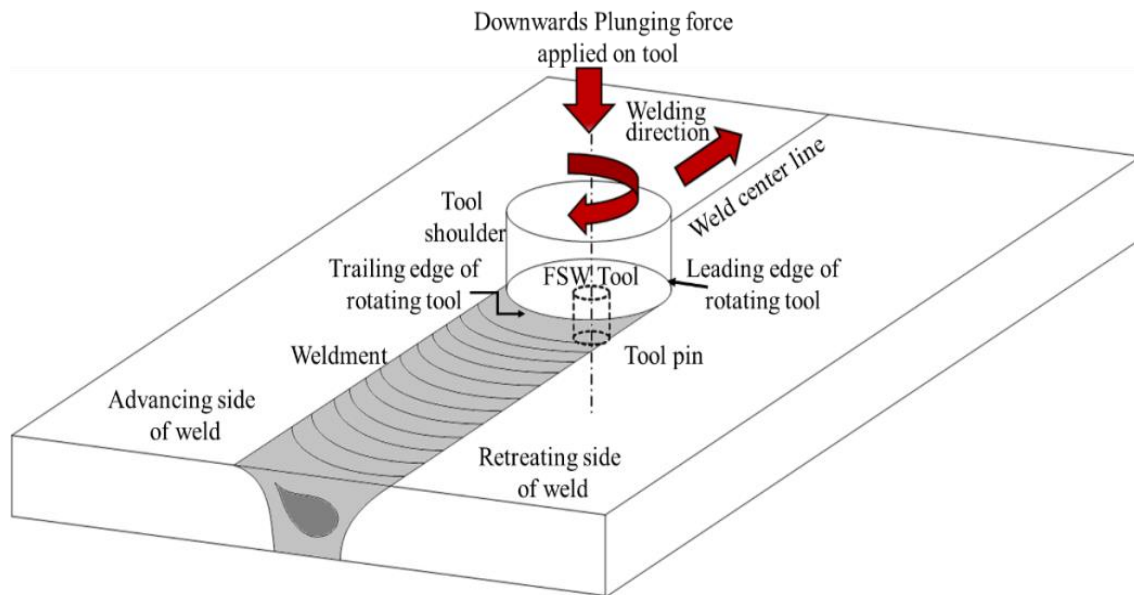 Downwards Plunging force
applied on tool
Welding
direction
Weld center line
Tool
shoulder
Trailing edge of
rotating tool
FSW Tool
Leading edge of
rotating tool
Weldment
Tool pin
Advancing side
of weld
Retreating side
of weld